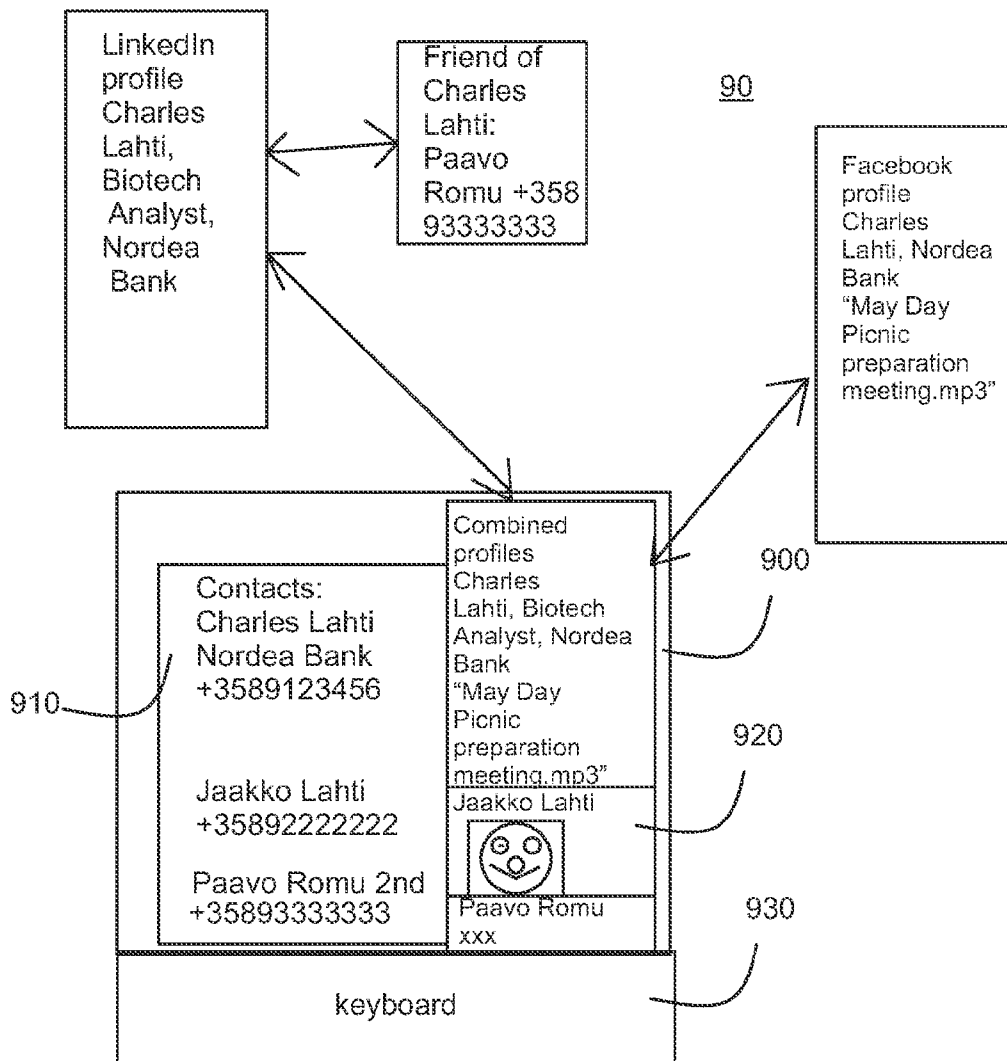 LinkedIn
profile
Charles
Lahti,
Biotech
Analyst,
Nordea
Bank
Friend of
Charles
Lahti:
Paavo
Romu +358
93333333
90
Facebook
profile
Charles
Lahti, Nordea
Bank
“May Day
Picnic
preparation
meeting.mp3”
Contacts:
Charles Lahti
Nordea Bank
+3589123456
Jaakko Lahti
+35892222222
Paavo Romu 2nd
+35893333333
910
Combined
profiles
Charles
Lahti, Biotech
Analyst, Nordea
Bank
“May Day
Picnic
preparation
meeting.mp3”
Jaakko Lahti
Paavo Romu
xxx
900
920
930
keyboard